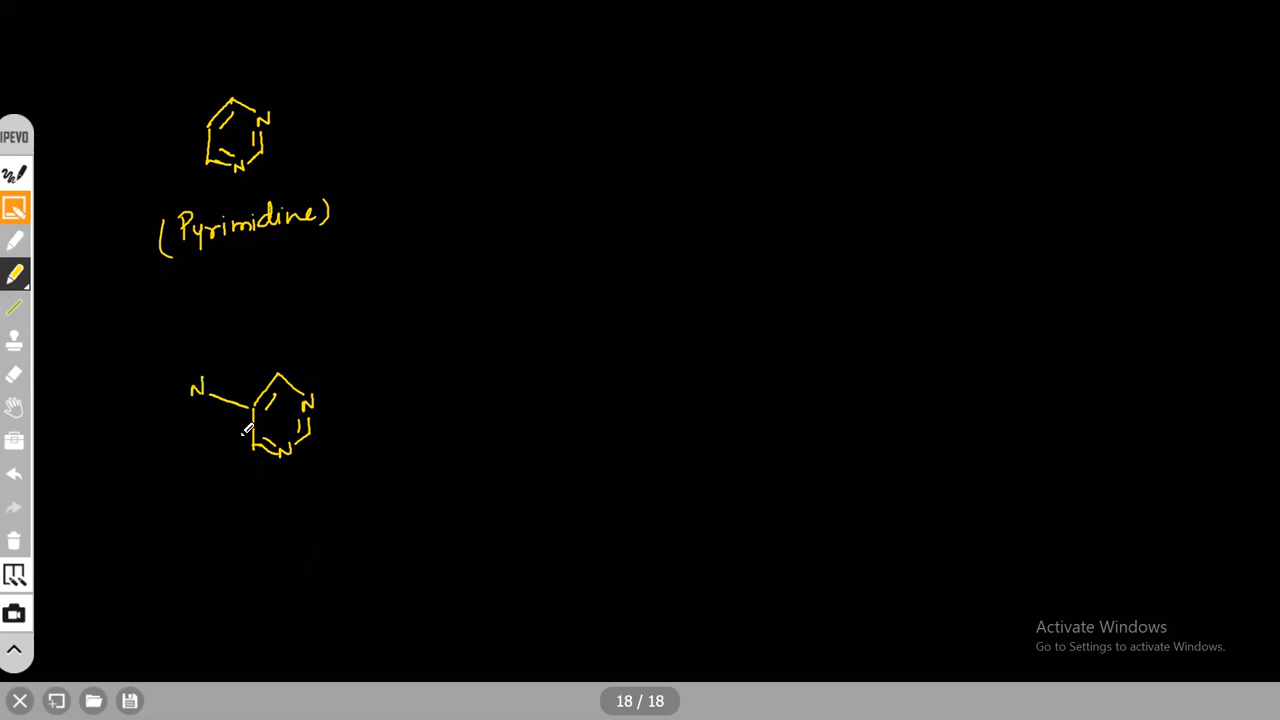 IPEVO
N
N
(Pyrimidine)
N
N
N
Activate Windows
Go to Settings to activate Windows.
18 / 18